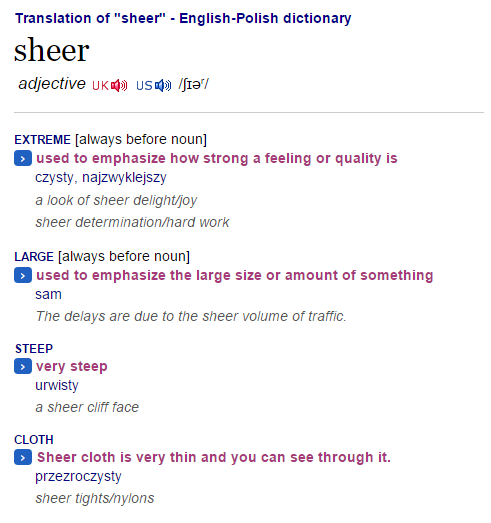 Translation of "sheer" - English-Polish dictionary
sheer
adjective UK US /ʃɪəʳ/
EXTREME [always before noun]
used to emphasize how strong a feeling or quality is
czysty, najzwyklejszy
a look of sheer delight/joy
sheer determination/hard work
LARGE [always before noun]
used to emphasize the large size or amount of something
sam
The delays are due to the sheer volume of traffic.
STEEP
very steep
urwisty
a sheer cliff face
CLOTH
Sheer cloth is very thin and you can see through it.
przezroczysty
sheer tights/nylons